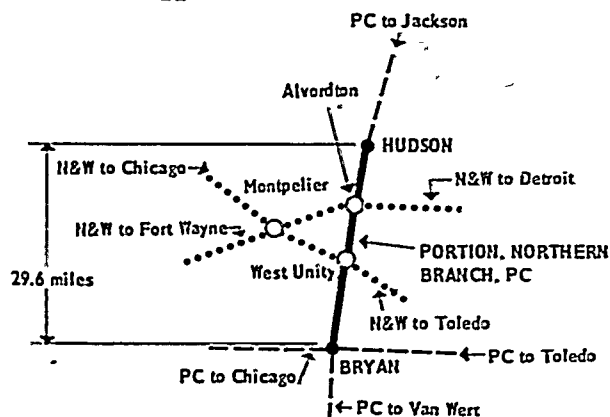 PC to Jackson
Alvordton
HUDSON
N&W to Chicago
Montpelier
N&W to Detroit
N&W to Fort Wayne
PORTION, NORTHERN
BRANCH, PC
West Unity
29.6 miles
N&W to Toledo
PC to Toledo
PC to Chicago
BRYAN
PC to Van Wert